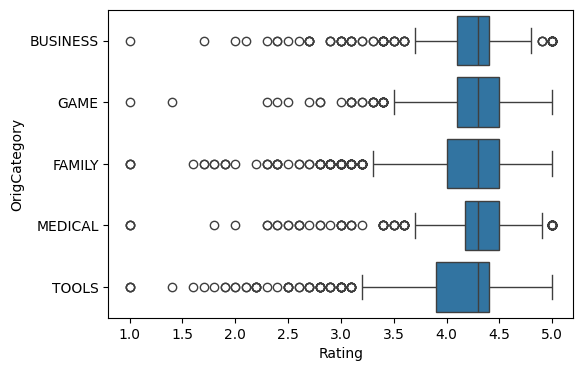 OrigCategory
BUSINESS
GAME
FAMILY
MEDICAL
TOOLS
1.0 1.5 2.0 2.5 3.0 3.5 4.0 4.5 5.0
Rating